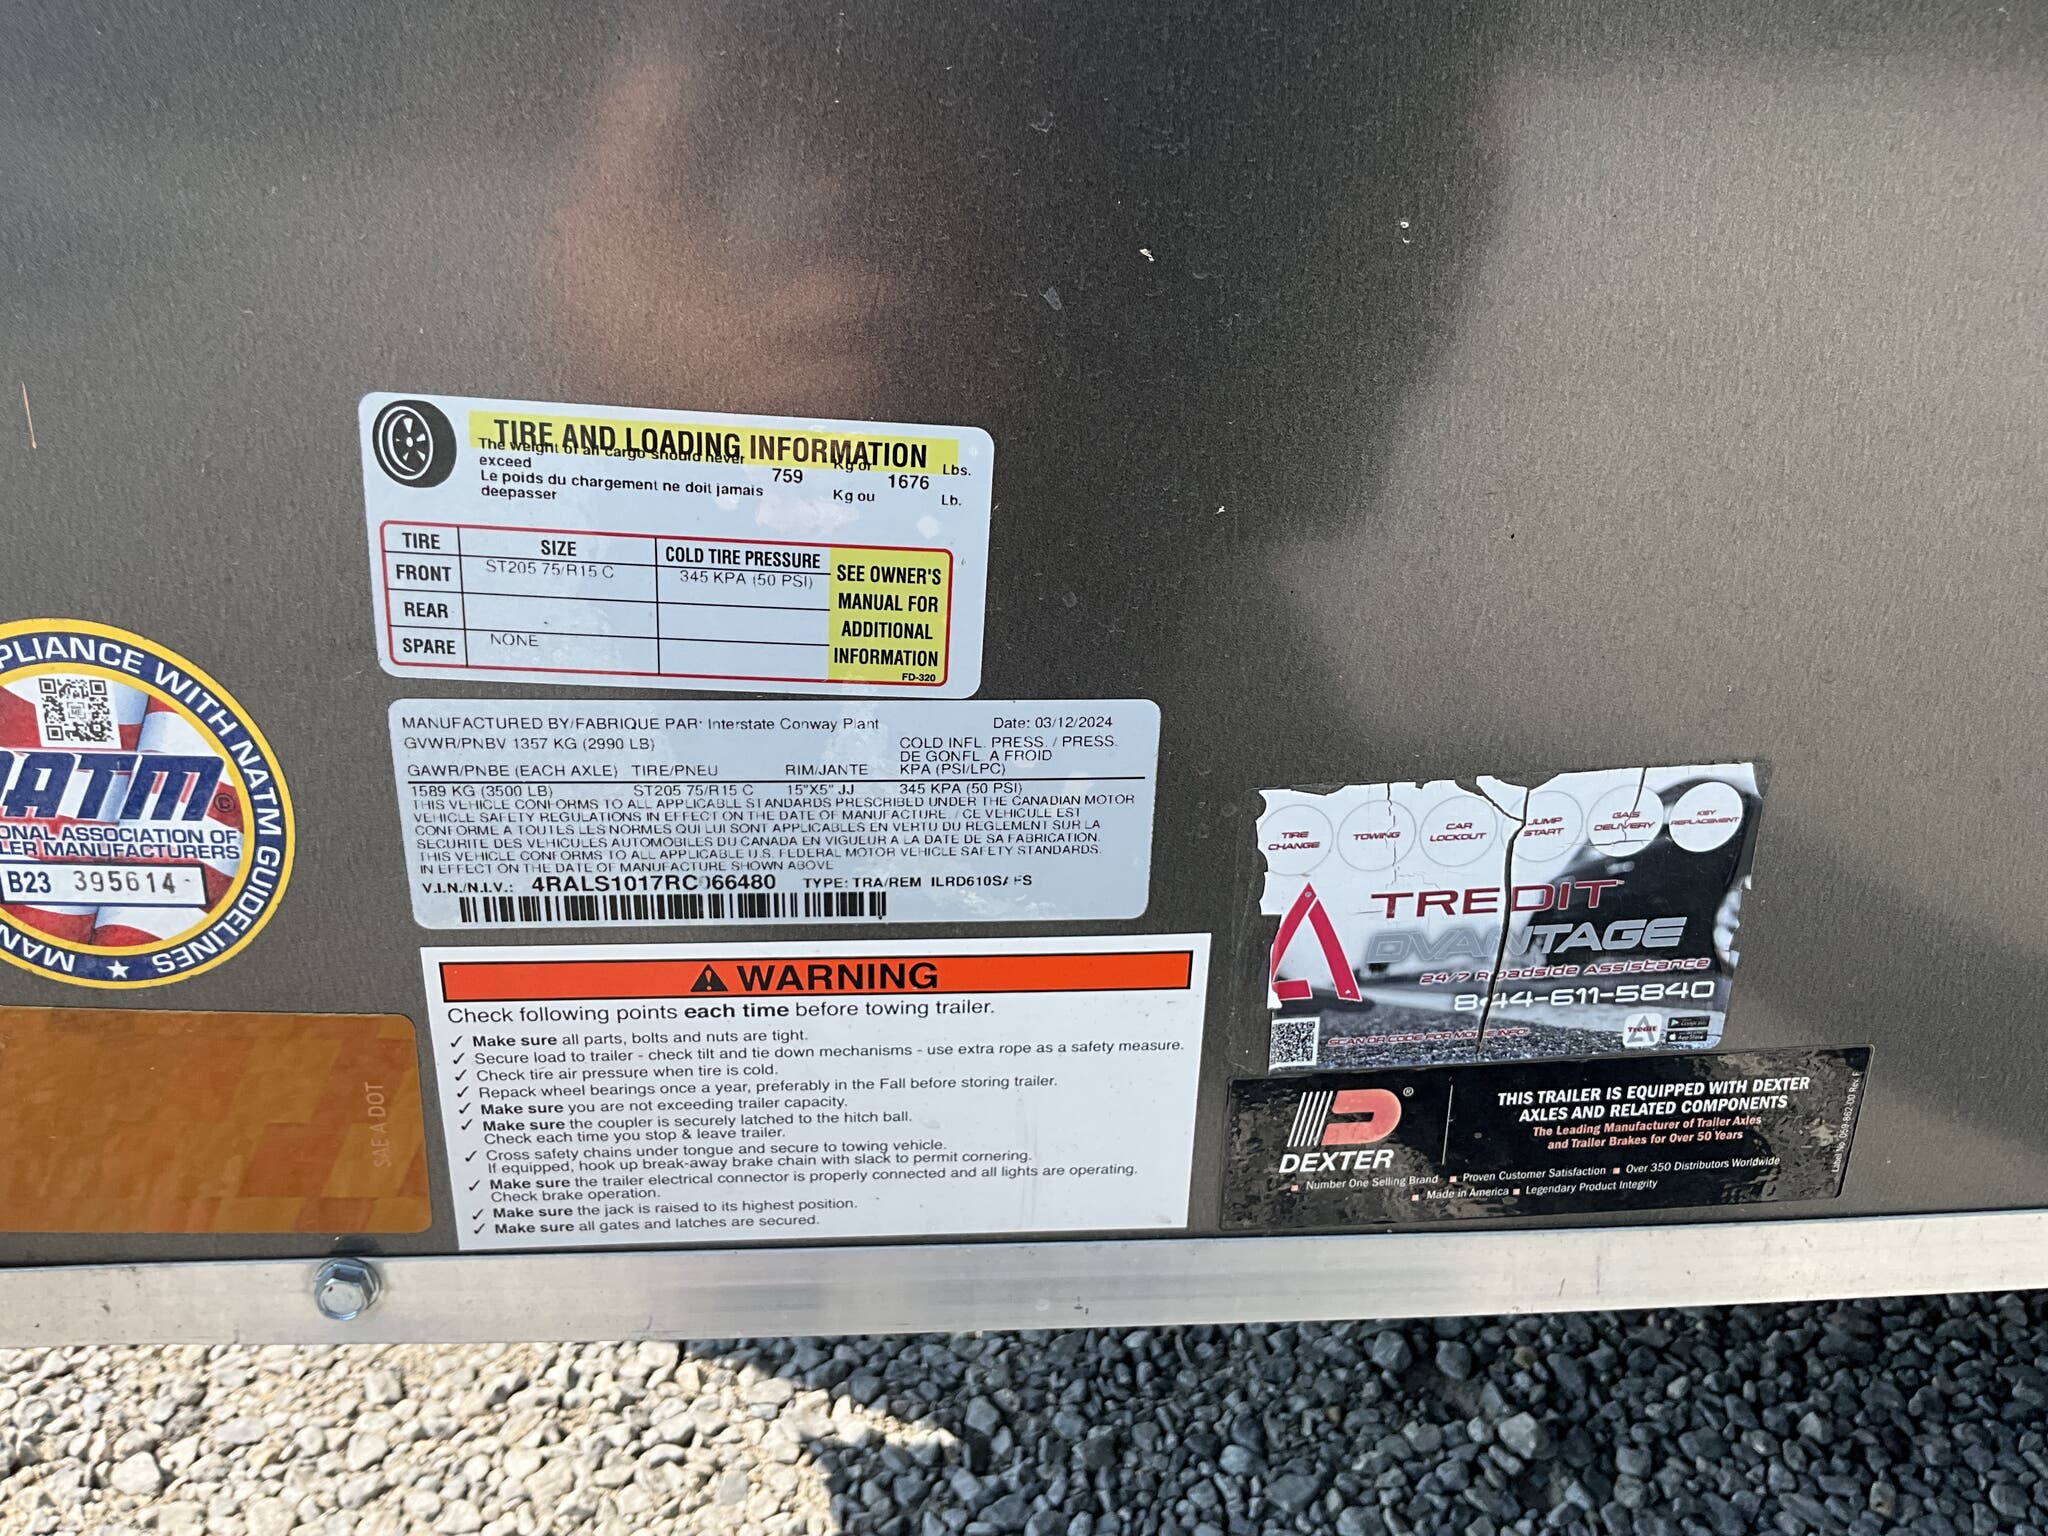 TIRE AND LOADING INFORMATION
The weight of all cargo should never
exceed
759 Kg or 1676 Lbs.
Le poids du chargement ne doit jamais
deepasser
Kg ou Lb.
TIRE SIZE COLD TIRE PRESSURE
FRONT ST205 75/R15 C 345 KPA (50 PSI)
REAR
SPARE NONE
SEE OWNER'S
MANUAL FOR
ADDITIONAL
INFORMATION
FD-320
MANUFACTURED BY/FABRIQUE PAR: Interstate Conway Plant Date: 03/12/2024
GVWR/PNBV 1357 KG (2990 LB)
COLD INFL. PRESS. / PRESS.
DE GONFL. A FROID
GAWR/PNBE (EACH AXLE) TIRE/PNEU RIM/JANTE KPA (PSI/LPC)
1589 KG (3500 LB) ST205 75/R15 C 15"X5" JJ 345 KPA (50 PSI)
THIS VEHICLE CONFORMS TO ALL APPLICABLE STANDARDS PRESCRIBED UNDER THE CANADIAN MOTOR
VEHICLE SAFETY REGULATIONS IN EFFECT ON THE DATE OF MANUFACTURE. / CE VEHICULE EST
CONFORME A TOUTES LES NORMES QUI LUI SONT APPLICABLES EN VERTU DU REGLEMENT SUR LA
SECURITE DES VEHICULES AUTOMOBILES DU CANADA EN VIGUEUR A LA DATE DE SA FABRICATION.
THIS VEHICLE CONFORMS TO ALL APPLICABLE U.S. FEDERAL MOTOR VEHICLE SAFETY STANDARDS.
IN EFFECT ON THE DATE OF MANUFACTURE SHOWN ABOVE
V.I.N./N.I.V.: 4RALS1017RC066480 TYPE: TRA/REM
PLIANCE WITH NATM GUIDELINES
MAN
NATM
ONAL ASSOCIATION OF
LER MANUFACTURERS
B23 395614
SAE A DOT
WARNING
Check following points each time before towing trailer.
✓ Make sure all parts, bolts and nuts are tight.
✓ Secure load to trailer - check tilt and tie down mechanisms - use extra rope as a safety measure.
✓ Check tire air pressure when tire is cold.
✓ Repack wheel bearings once a year, preferably in the Fall before storing trailer.
✓ Make sure you are not exceeding trailer capacity.
✓ Make sure the coupler is securely latched to the hitch ball.
Check each time you stop & leave trailer.
✓ Cross safety chains under tongue and secure to towing vehicle.
If equipped, hook up break-away brake chain with slack to permit cornering.
✓ Make sure the trailer electrical connector is properly connected and all lights are operating.
Check brake operation.
✓ Make sure the jack is raised to its highest position.
✓ Make sure all gates and latches are secured.
TIRE CHANGE
TOWING
CAR LOCKOUT
JUMP START
GAS DELIVERY
KEY REPLACEMENT
TREDIT
ADVANTAGE
24/7 Roadside Assistance
844-611-5840
SCAN QR CODE FOR MORE INFO!
Tredit
DEXTER®
THIS TRAILER IS EQUIPPED WITH DEXTER
AXLES AND RELATED COMPONENTS
The Leading Manufacturer of Trailer Axles
and Trailer Brakes for Over 50 Years
■ Number One Selling Brand ■ Proven Customer Satisfaction ■ Over 350 Distributors Worldwide
■ Made in America ■ Legendary Product Integrity
Label No. 059-862-00 Rev. F